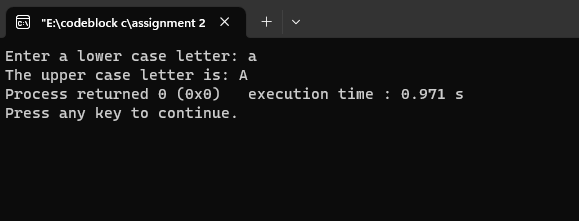 "E:\codeblock c\assignment 2
Enter a lower case letter: a
The upper case letter is: A
Process returned 0 (0x0)   execution time : 0.971 s
Press any key to continue.